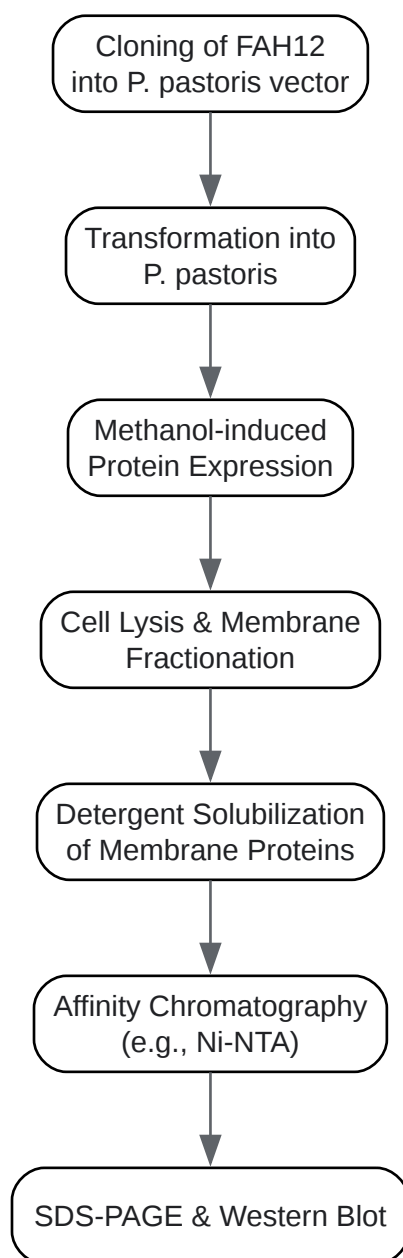 Cloning of FAH12
into P. pastoris vector
Transformation into
P. pastoris
Methanol-induced
Protein Expression
Cell Lysis & Membrane
Fractionation
Detergent Solubilization
of Membrane Proteins
Affinity Chromatography
(e.g., Ni-NTA)
SDS-PAGE & Western Blot